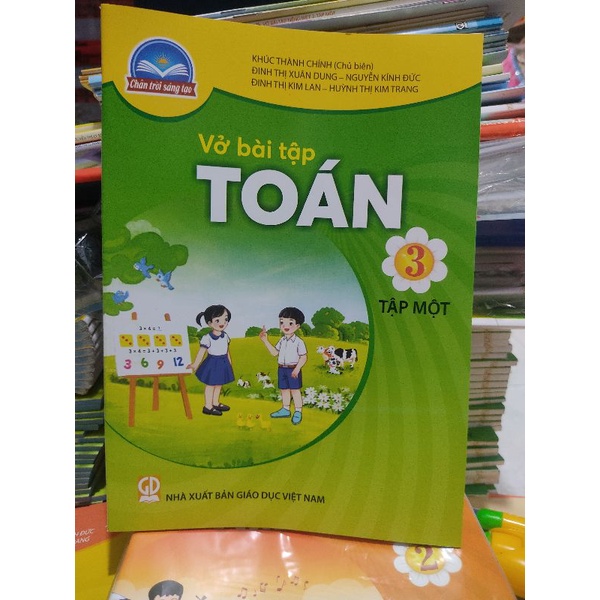 Chân trời sáng tạo
KHÚC THÀNH CHÍNH (Chủ biên)
ĐINH THỊ XUÂN DUNG – NGUYỄN KÍNH ĐỨC
ĐINH THỊ KIM LAN – HUỲNH THỊ KIM TRANG
Vở bài tập
TOÁN
3
TẬP MỘT
3 6 9 12
GD
NHÀ XUẤT BẢN GIÁO DỤC VIỆT NAM
2